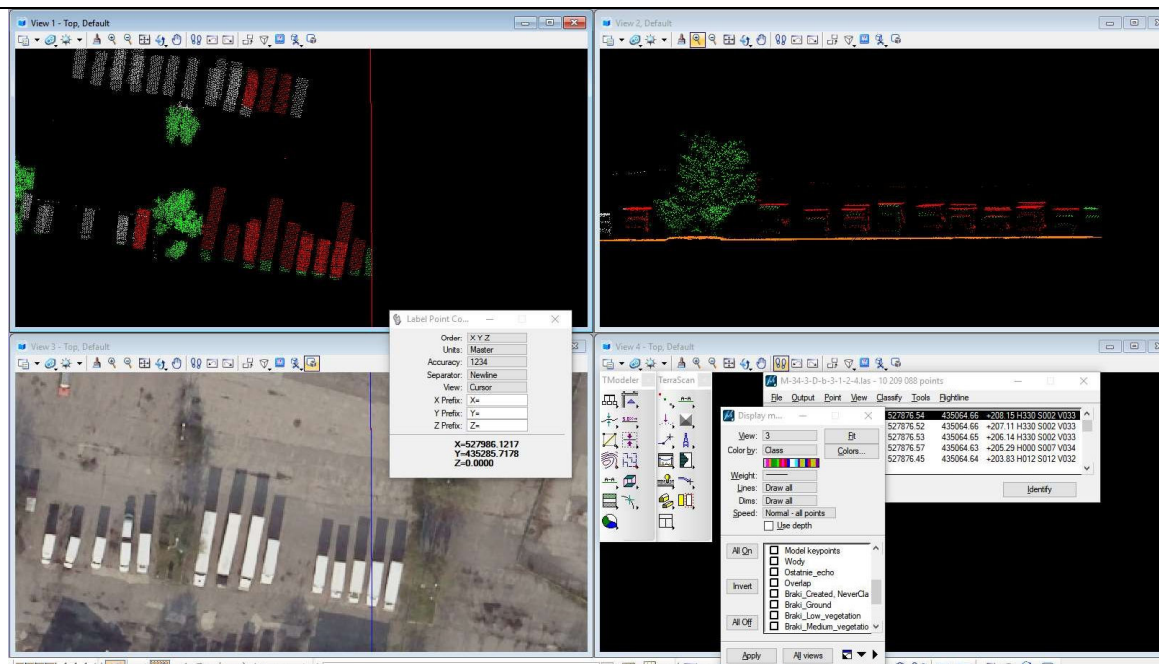 View 1 - Top, Default
View 2, Default
Label Point Co...
Order: X Y Z
Units: Master
Accuracy: 1234
Separator: Newline
View: Cursor
X Prefix: X=
Y Prefix: Y=
Z Prefix: Z=
X=527986.1217
Y=435285.7178
Z=0.0000
View 3 - Top, Default
View 4 - Top, Default
TModeler
TerraScan
M-34-3-D-b-3-1-2-4.las - 10 209 088 points
File Output Point View Classify Tools Flightline
527876.54 435064.66 +208.15 H330 S002 V033
527876.52 435064.66 +207.11 H330 S002 V033
527876.53 435064.65 +206.14 H330 S002 V033
527876.57 435064.63 +205.29 H000 S007 V034
527876.45 435064.64 +203.83 H012 S012 V032
Identify
Display m...
View: 3
Fit
Color by: Class
Colors...
Weight:
Lines: Draw all
Dims: Draw all
Speed: Normal - all points
Use depth
All On
Invert
All Off
Model keypoints
Wody
Ostatnie_echo
Overlap
Braki_Created, NeverCla
Braki_Ground
Braki_Low_vegetation
Braki_Medium_vegetatio
Apply
All views